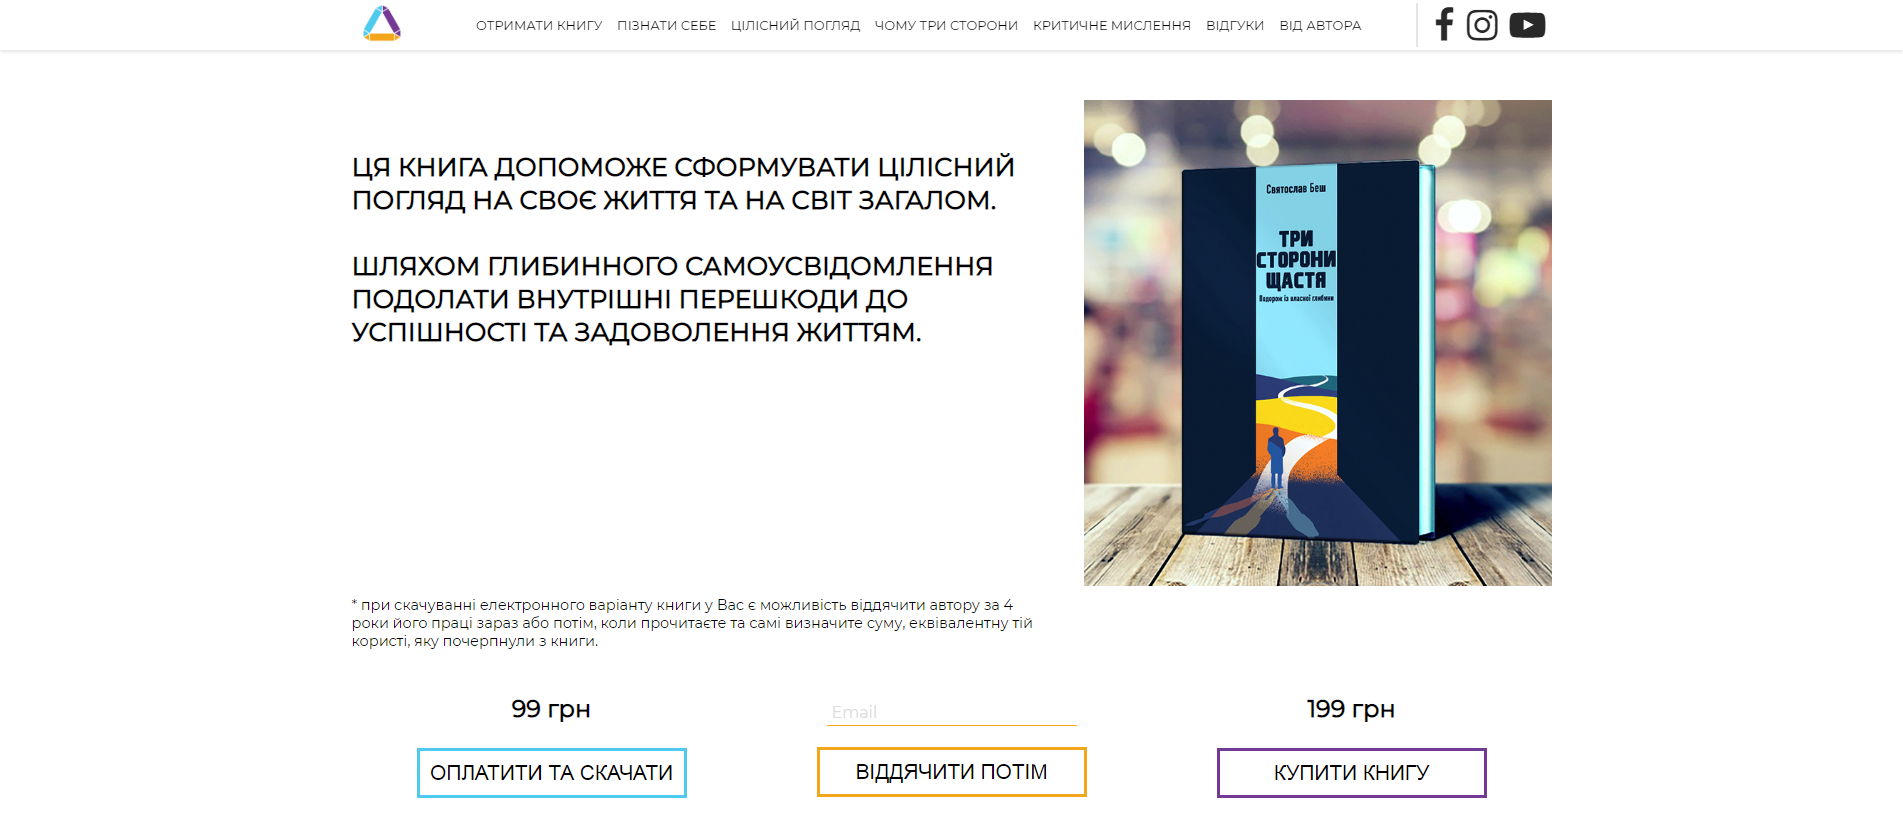 ОТРИМАТИ КНИГУ ПІЗНАТИ СЕБЕ ЦІЛІСНИЙ ПОГЛЯД ЧОМУ ТРИ СТОРОНИ КРИТИЧНЕ МИСЛЕННЯ ВІДГУКИ ВІД АВТОРА
ЦЯ КНИГА ДОПОМОЖЕ СФОРМУВАТИ ЦІЛІСНИЙ
ПОГЛЯД НА СВОЄ ЖИТТЯ ТА НА СВІТ ЗАГАЛОМ.
ШЛЯХОМ ГЛИБИННОГО САМОУСВІДОМЛЕННЯ
ПОДОЛАТИ ВНУТРІШНІ ПЕРЕШКОДИ ДО
УСПІШНОСТІ ТА ЗАДОВОЛЕННЯ ЖИТТЯМ.
Святослав Беш
ТРИ
СТОРОНИ
ЩАСТЯ
Подорож із власної глибини
* при скачуванні електронного варіанту книги у Вас є можливість віддячити автору за 4
роки його праці зараз або потім, коли прочитаєте та самі визначите суму, еквівалентну тій
користі, яку почерпнули з книги.
99 грн
ОПЛАТИТИ ТА СКАЧАТИ
Email
ВІДДЯЧИТИ ПОТІМ
199 грн
КУПИТИ КНИГУ